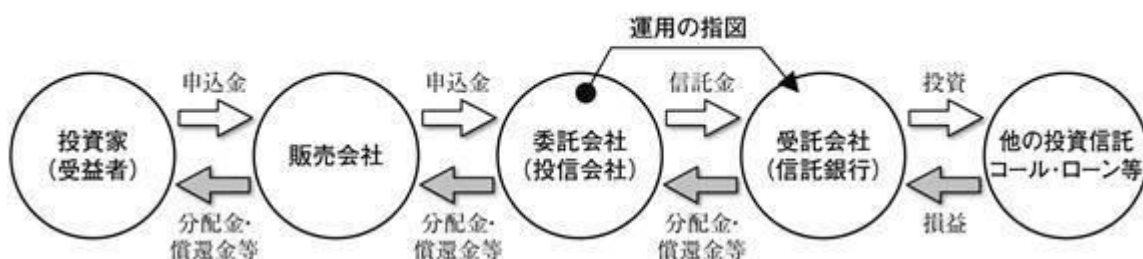 運用の指図
申込金
申込金
信託金
投資
投資家
(受益者)
販売会社
委託会社
(投信会社)
受託会社
(信託銀行)
他の投資信託
コール・ローン等
分配金・
償還金等
分配金・
償還金等
分配金・
償還金等
損益